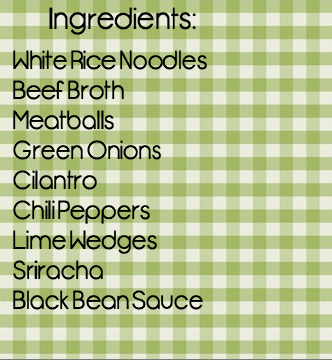 Ingredients:
White Rice Noodles
Beef Broth
Meatballs
Green Onions
Cilantro
Chili Peppers
Lime Wedges
Sriracha
Black Bean Sauce